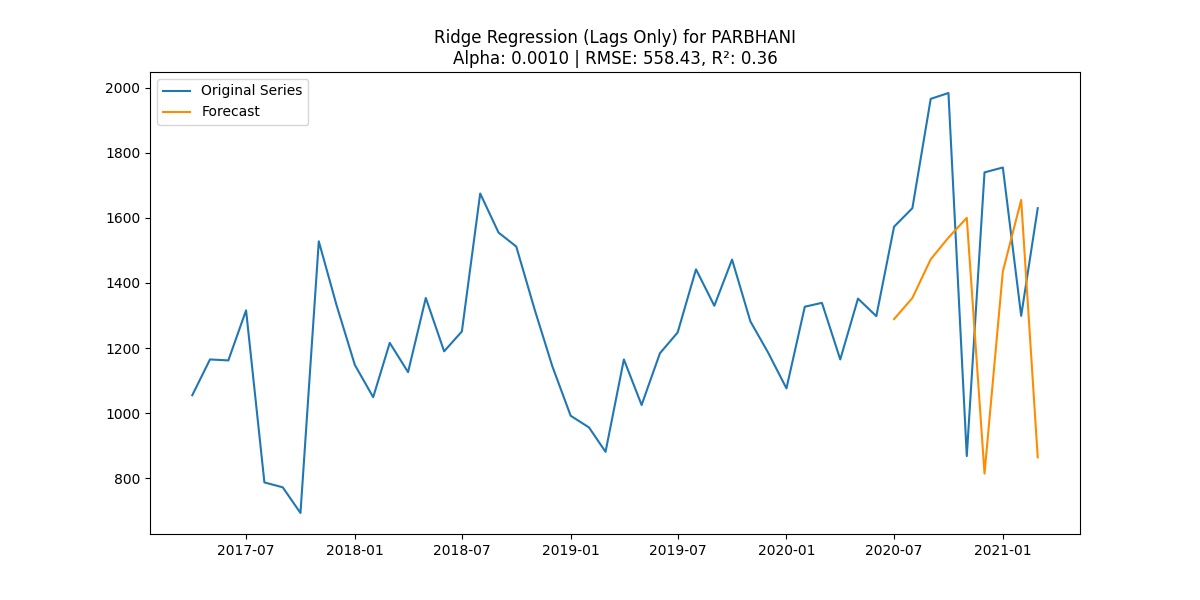 Ridge Regression (Lags Only) for PARBHANI
Alpha: 0.0010 | RMSE: 558.43, R²: 0.36
Original Series
Forecast
2000
1800
1600
1400
1200
1000
800
2017-07 2018-01 2018-07 2019-01 2019-07 2020-01 2020-07 2021-01